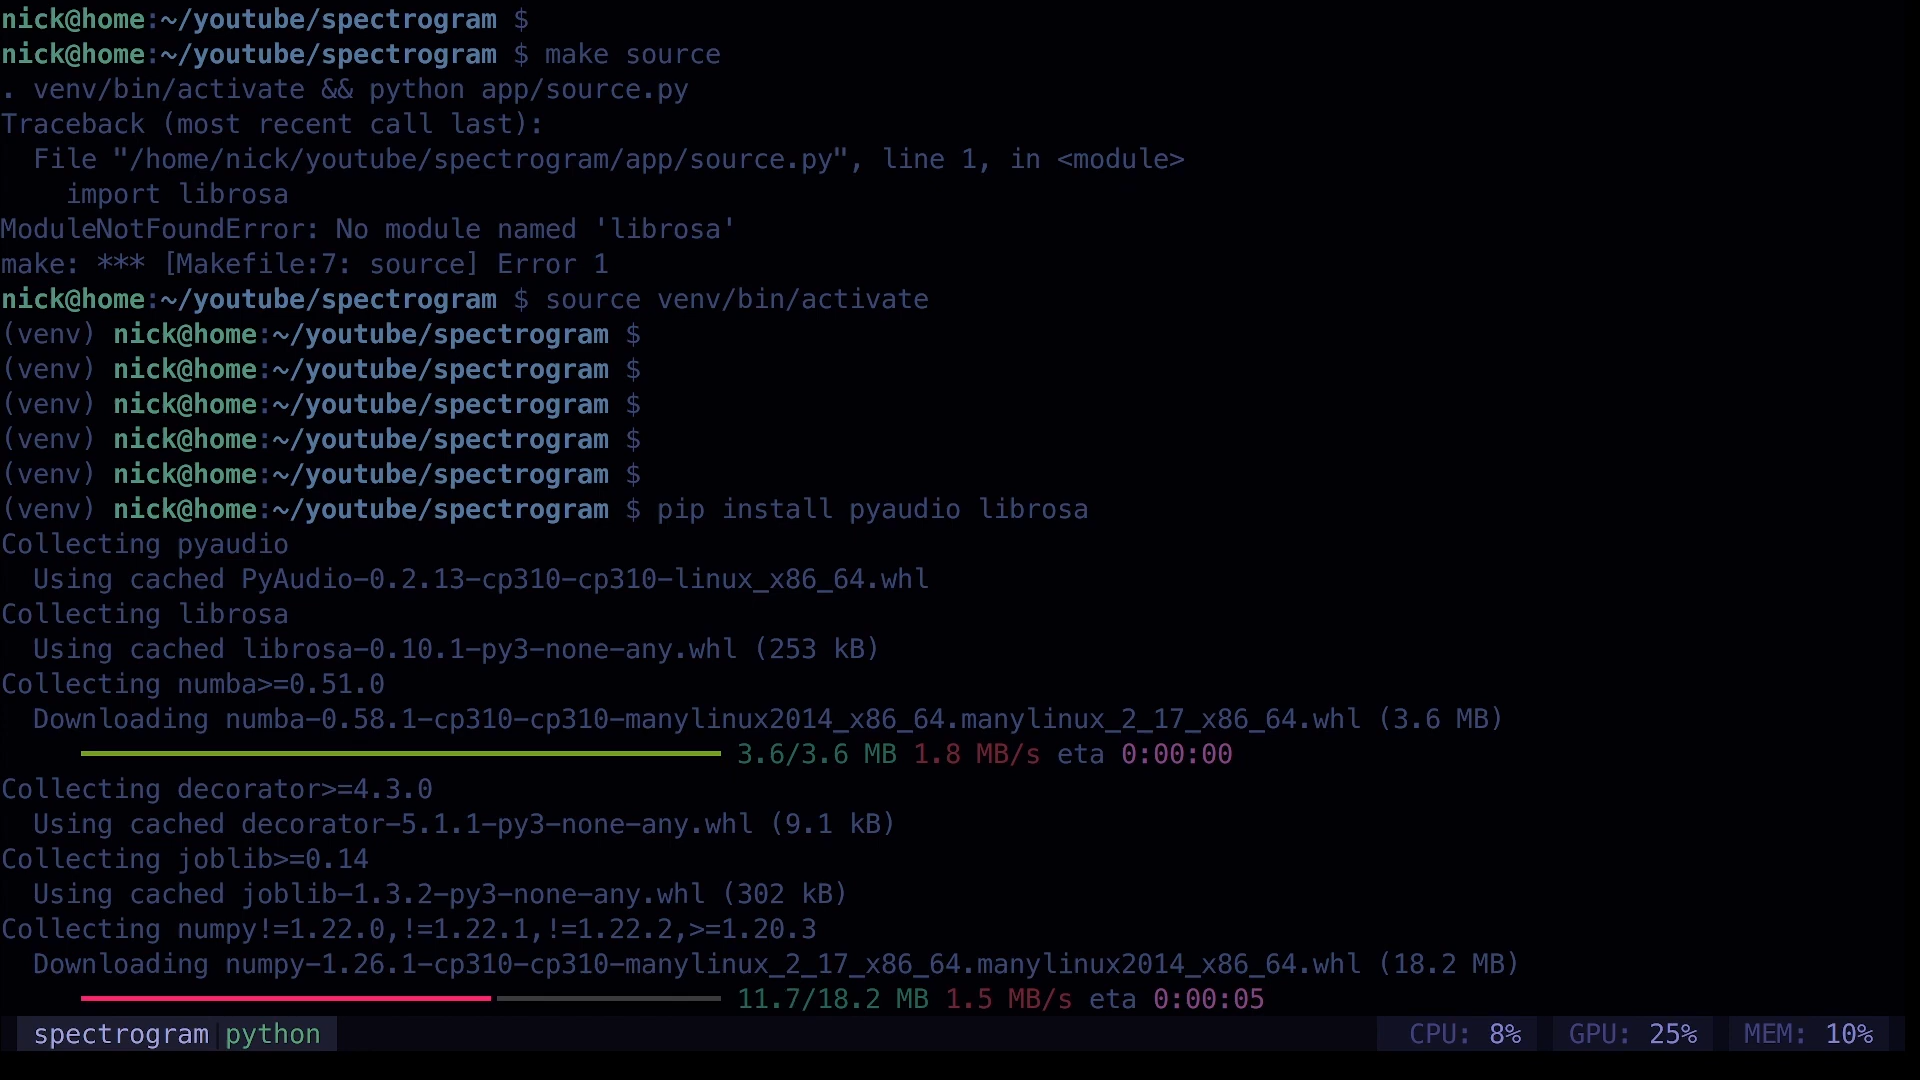 nick@home:~/youtube/spectrogram $
nick@home:~/youtube/spectrogram $ make source
. venv/bin/activate && python app/source.py
Traceback (most recent call last):
  File "/home/nick/youtube/spectrogram/app/source.py", line 1, in <module>
    import librosa
ModuleNotFoundError: No module named 'librosa'
make: *** [Makefile:7: source] Error 1
nick@home:~/youtube/spectrogram $ source venv/bin/activate
(venv) nick@home:~/youtube/spectrogram $
(venv) nick@home:~/youtube/spectrogram $
(venv) nick@home:~/youtube/spectrogram $
(venv) nick@home:~/youtube/spectrogram $
(venv) nick@home:~/youtube/spectrogram $
(venv) nick@home:~/youtube/spectrogram $ pip install pyaudio librosa
Collecting pyaudio
  Using cached PyAudio-0.2.13-cp310-cp310-linux_x86_64.whl
Collecting librosa
  Using cached librosa-0.10.1-py3-none-any.whl (253 kB)
Collecting numba>=0.51.0
  Downloading numba-0.58.1-cp310-cp310-manylinux2014_x86_64.manylinux_2_17_x86_64.whl (3.6 MB)
3.6/3.6 MB 1.8 MB/s eta 0:00:00
Collecting decorator>=4.3.0
  Using cached decorator-5.1.1-py3-none-any.whl (9.1 kB)
Collecting joblib>=0.14
  Using cached joblib-1.3.2-py3-none-any.whl (302 kB)
Collecting numpy!=1.22.0,!=1.22.1,!=1.22.2,>=1.20.3
  Downloading numpy-1.26.1-cp310-cp310-manylinux_2_17_x86_64.manylinux2014_x86_64.whl (18.2 MB)
11.7/18.2 MB 1.5 MB/s eta 0:00:05
spectrogram python CPU: 8% GPU: 25% MEM: 10%